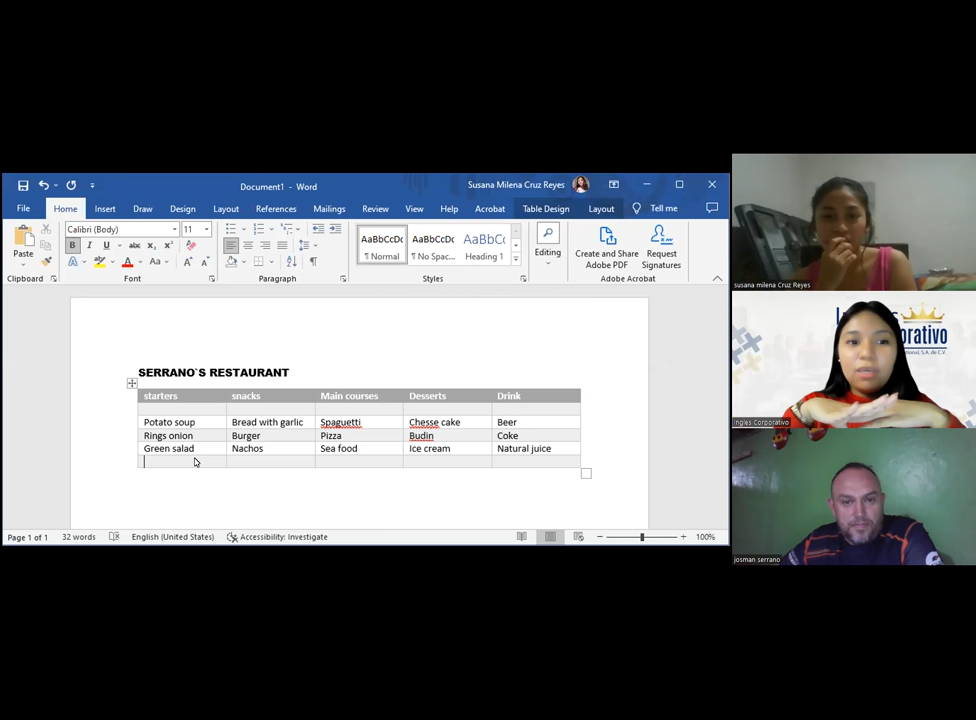 Document1 - Word
Susana Milena Cruz Reyes
File Home Insert Draw Design Layout References Mailings Review View Help Acrobat Table Design Layout Tell me
Calibri (Body) 11
Paste
B I U abc x₂ x²
A Aa A A
AaBbCcDc AaBbCcDc AaBbCc
¶ Normal ¶ No Spac... Heading 1
Editing
Create and Share Adobe PDF
Request Signatures
Clipboard Font Paragraph Styles Adobe Acrobat
SERRANO`S RESTAURANT
starters snacks Main courses Desserts Drink
Potato soup Bread with garlic Spaguetti Chesse cake Beer
Rings onion Burger Pizza Budin Coke
Green salad Nachos Sea food Ice cream Natural juice
Page 1 of 1 32 words English (United States) Accessibility: Investigate 100%
susana milena Cruz Reyes
Ingles Corporativo
josman serrano